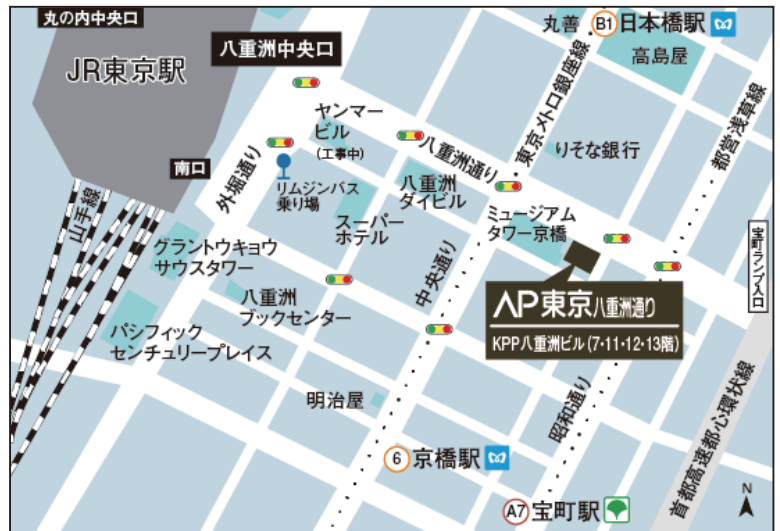 丸の内中央口
JR東京駅
八重洲中央口
丸善
B1
日本橋駅
高島屋
ヤンマー
ビル
(工事中)
八重洲通り
東京メトロ銀座線
りそな銀行
都営浅草線
南口
外堀通り
リムジンバス
乗り場
八重洲
ダイビル
山手線
スーパー
ホテル
ミュージアム
タワー京橋
宝町ランプ入口
グラントウキョウ
サウスタワー
中央通り
八重洲
ブックセンター
AP東京八重洲通り
KPP八重洲ビル(7・11・12・13階)
パシフィック
センチュリープレイス
明治屋
昭和通り
首都高速都心環状線
6
京橋駅
A7
宝町駅
N